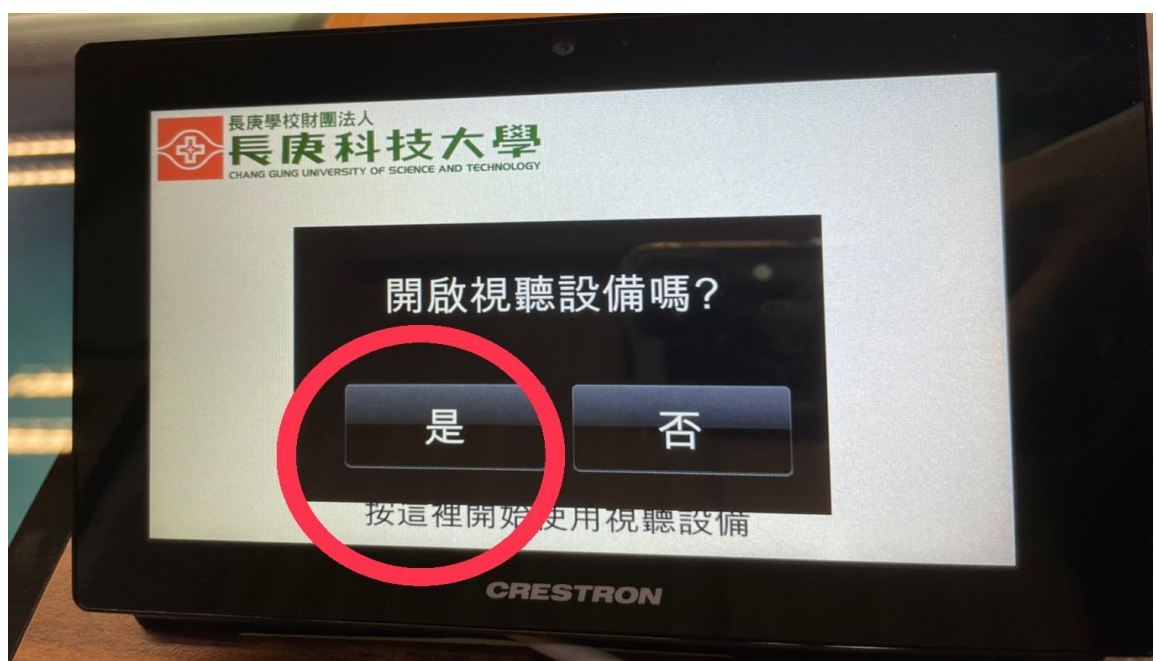 長庚學校財團法人
長庚科技大學
CHANG GUNG UNIVERSITY OF SCIENCE AND TECHNOLOGY
開啟視聽設備嗎?
是
否
按這裡開始使用視聽設備
CRESTRON